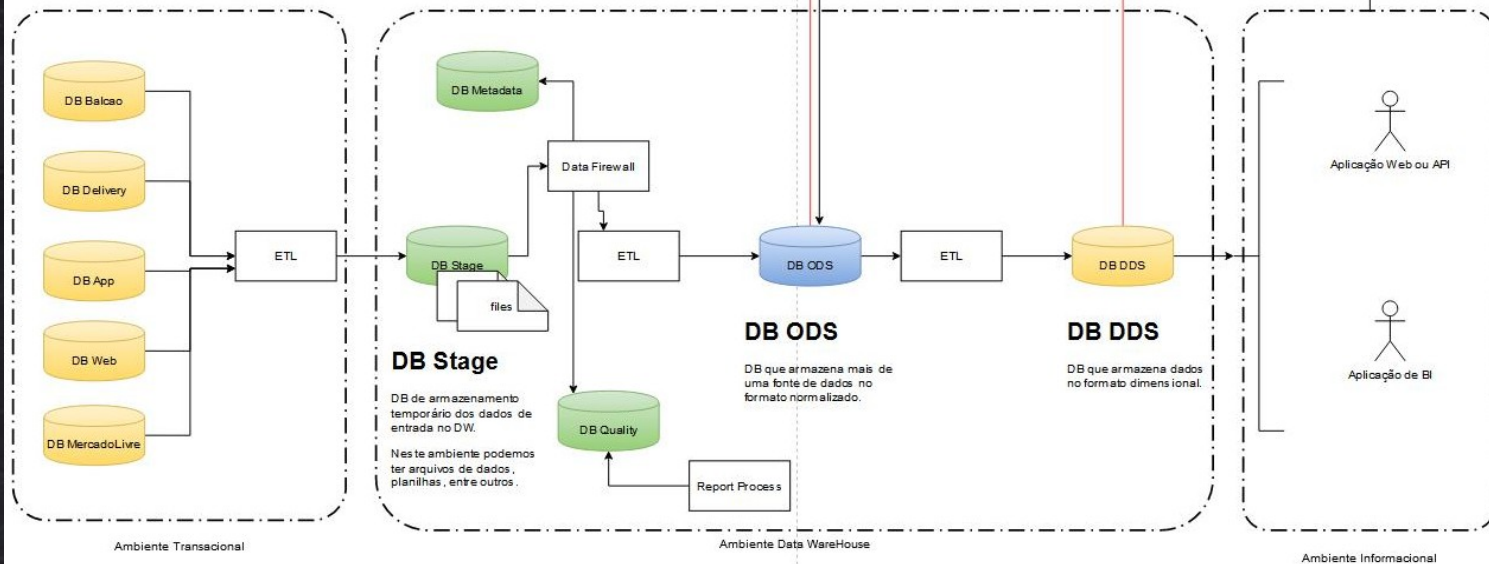 DB Balcao
DB Delivery
DB App
DB Web
DB MercadoLivre
ETL
Ambiente Transacional
DB Metadata
Data Firewall
DB Stage
files
ETL
DB Stage
DB de armazenamento
temporário dos dados de
entrada no DW.
Neste ambiente podemos
ter arquivos de dados,
planilhas, entre outros.
DB Quality
Report Process
DB ODS
DB ODS
DB que armazena mais de
uma fonte de dados no
formato normalizado.
ETL
DB DDS
DB DDS
DB que armazena dados
no formato dimensional.
Ambiente Data WareHouse
Aplicação Web ou API
Aplicação de BI
Ambiente Informacional